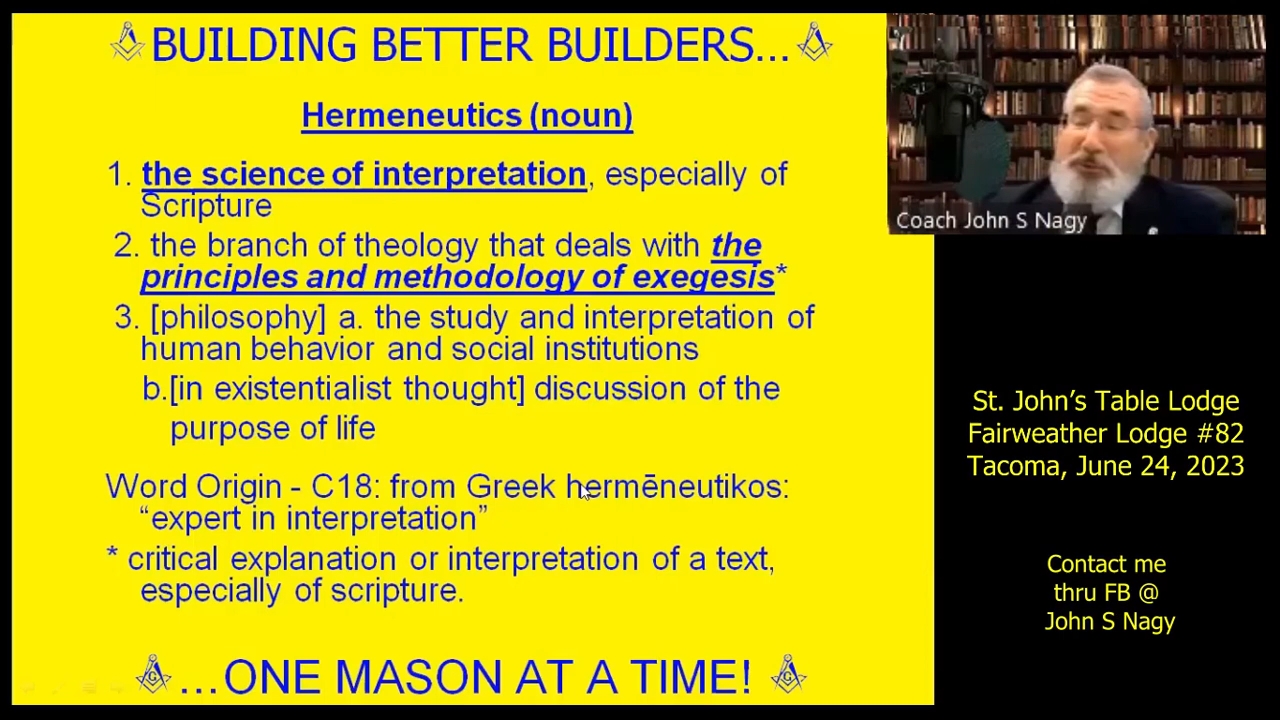 BUILDING BETTER BUILDERS...
Hermeneutics (noun)
1. the science of interpretation, especially of
Scripture
2. the branch of theology that deals with the
principles and methodology of exegesis*
3. [philosophy] a. the study and interpretation of
human behavior and social institutions
b.[in existentialist thought] discussion of the
purpose of life
Word Origin - C18: from Greek hermēneutikos:
“expert in interpretation”
* critical explanation or interpretation of a text,
especially of scripture.
...ONE MASON AT A TIME!
Coach John S Nagy
St. John’s Table Lodge
Fairweather Lodge #82
Tacoma, June 24, 2023
Contact me
thru FB @
John S Nagy